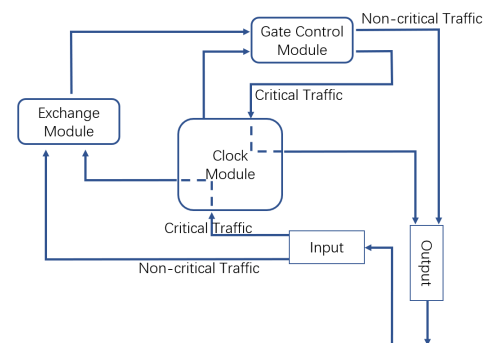 Non-critical Traffic
Gate Control
Module
Critical Traffic
Exchange
Module
Clock
Module
Critical Traffic
Input
Output
Non-critical Traffic